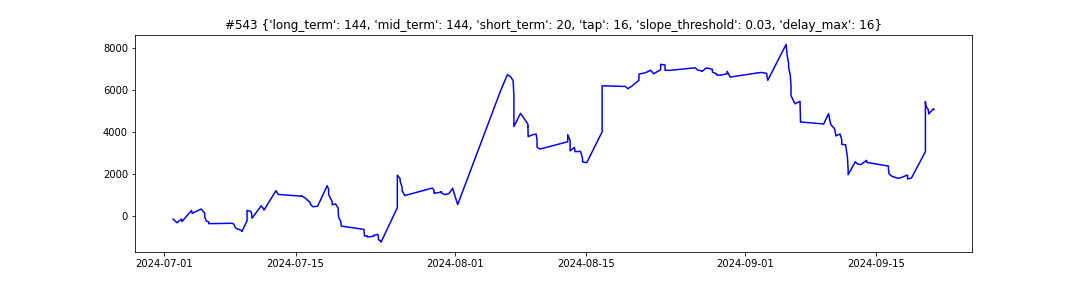 #543 {'long_term': 144, 'mid_term': 144, 'short_term': 20, 'tap': 16, 'slope_threshold': 0.03, 'delay_max': 16}
8000
6000
4000
2000
0
2024-07-01 2024-07-15 2024-08-01 2024-08-15 2024-09-01 2024-09-15